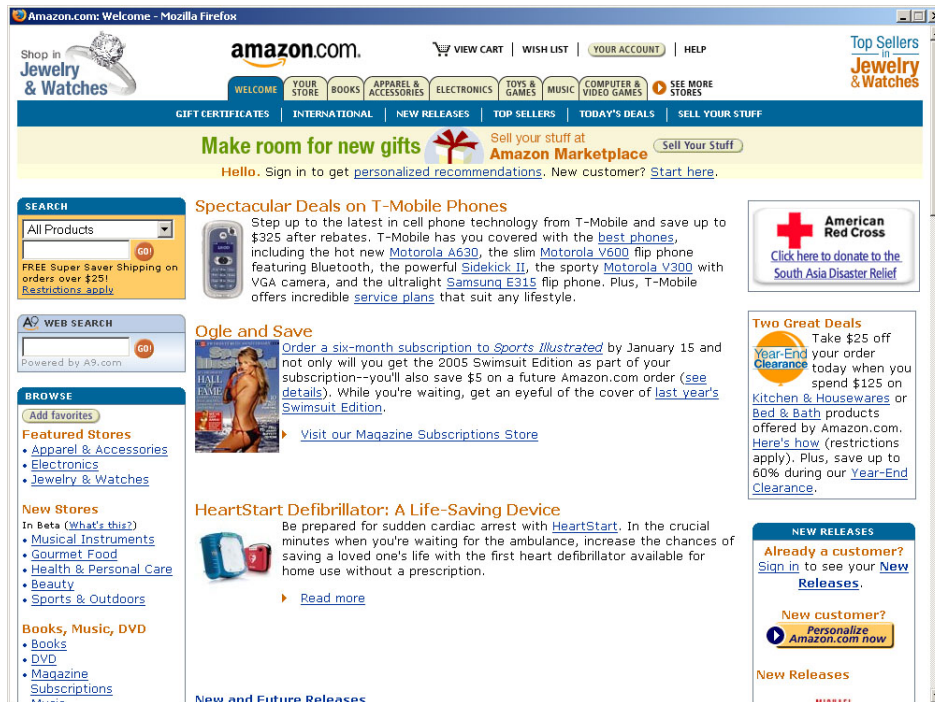 Amazon.com: Welcome - Mozilla Firefox
Shop in
Jewelry
& Watches
amazon.com.
VIEW CART | WISH LIST | YOUR ACCOUNT | HELP
Top Sellers
in
Jewelry
& Watches
WELCOME
YOUR STORE
BOOKS
APPAREL & ACCESSORIES
ELECTRONICS
TOYS & GAMES
MUSIC
COMPUTER & VIDEO GAMES
SEE MORE STORES
GIFT CERTIFICATES | INTERNATIONAL | NEW RELEASES | TOP SELLERS | TODAY'S DEALS | SELL YOUR STUFF
Make room for new gifts
Sell your stuff at
Amazon Marketplace
Sell Your Stuff
Hello. Sign in to get personalized recommendations. New customer? Start here.
SEARCH
All Products
GO!
FREE Super Saver Shipping on
orders over $25!
Restrictions apply
A9 WEB SEARCH
GO!
Powered by A9.com
BROWSE
Add favorites
Featured Stores
• Apparel & Accessories
• Electronics
• Jewelry & Watches
New Stores
In Beta (What's this?)
• Musical Instruments
• Gourmet Food
• Health & Personal Care
• Beauty
• Sports & Outdoors
Books, Music, DVD
• Books
• DVD
• Magazine
Subscriptions
• Music
Spectacular Deals on T-Mobile Phones
Step up to the latest in cell phone technology from T-Mobile and save up to
$325 after rebates. T-Mobile has you covered with the best phones,
including the hot new Motorola A630, the slim Motorola V600 flip phone
featuring Bluetooth, the powerful Sidekick II, the sporty Motorola V300 with
VGA camera, and the ultralight Samsung E315 flip phone. Plus, T-Mobile
offers incredible service plans that suit any lifestyle.
Ogle and Save
Order a six-month subscription to Sports Illustrated by January 15 and
not only will you get the 2005 Swimsuit Edition as part of your
subscription--you'll also save $5 on a future Amazon.com order (see
details). While you're waiting, get an eyeful of the cover of last year's
Swimsuit Edition.
Visit our Magazine Subscriptions Store
HALL
FAME
HeartStart Defibrillator: A Life-Saving Device
Be prepared for sudden cardiac arrest with HeartStart. In the crucial
minutes when you're waiting for the ambulance, increase the chances of
saving a loved one's life with the first heart defibrillator available for
home use without a prescription.
Read more
New and Future Releases
American
Red Cross
Click here to donate to the
South Asia Disaster Relief
Two Great Deals
Year-End
Clearance
Take $25 off
your order
today when you
spend $125 on
Kitchen & Housewares or
Bed & Bath products
offered by Amazon.com.
Here's how (restrictions
apply). Plus, save up to
60% during our Year-End
Clearance.
NEW RELEASES
Already a customer?
Sign in to see your New
Releases.
New customer?
Personalize
Amazon.com now
New Releases